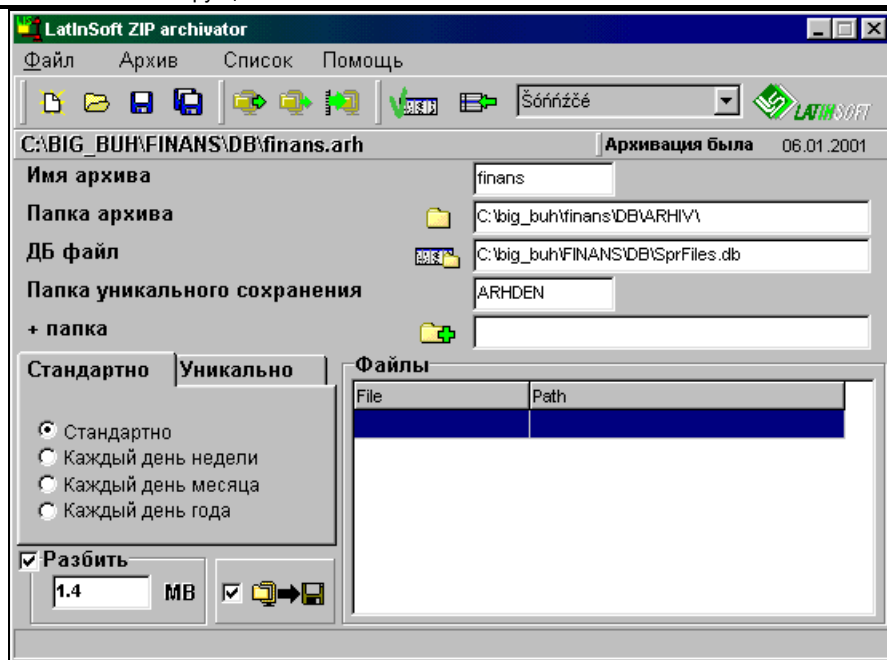 LatInSoft ZIP archivator
Файл Архив Список Помощь
Šóńńźčé LATINSOFT
C:\BIG_BUH\FINANS\DB\finans.arh Архивация была 06.01.2001
Имя архива finans
Папка архива C:\big_buh\finans\DB\ARHIV\
ДБ файл C:\big_buh\FINANS\DB\SprFiles.db
Папка уникального сохранения ARHDEN
+ папка
Стандартно Уникально Файлы
File Path
Стандартно
Каждый день недели
Каждый день месяца
Каждый день года
Разбить
1.4 MB